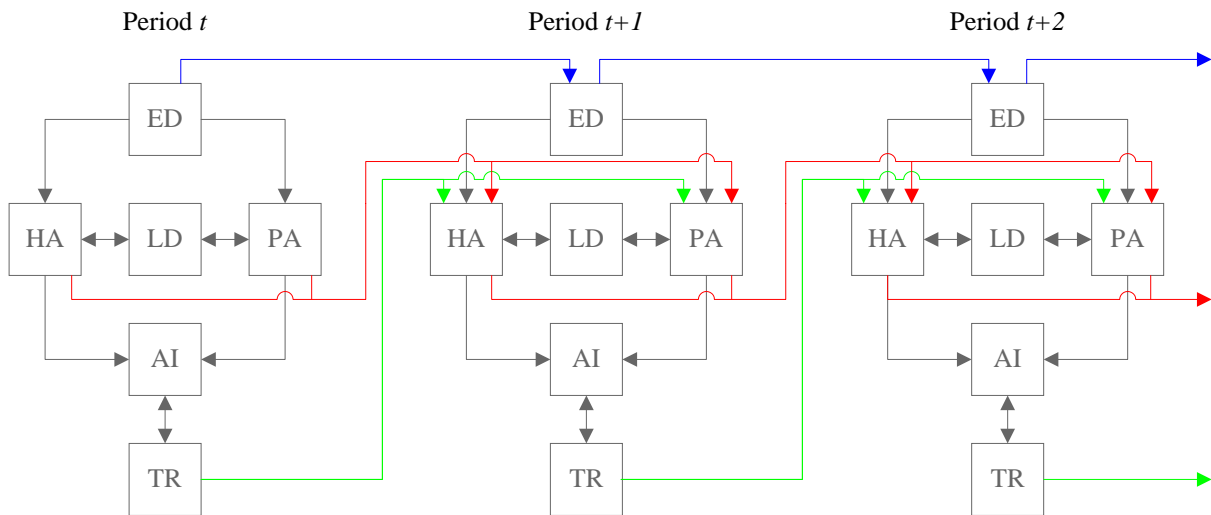 Period t Period t+1 Period t+2
ED ED ED
HA LD PA HA LD PA HA LD PA
AI AI AI
TR TR TR